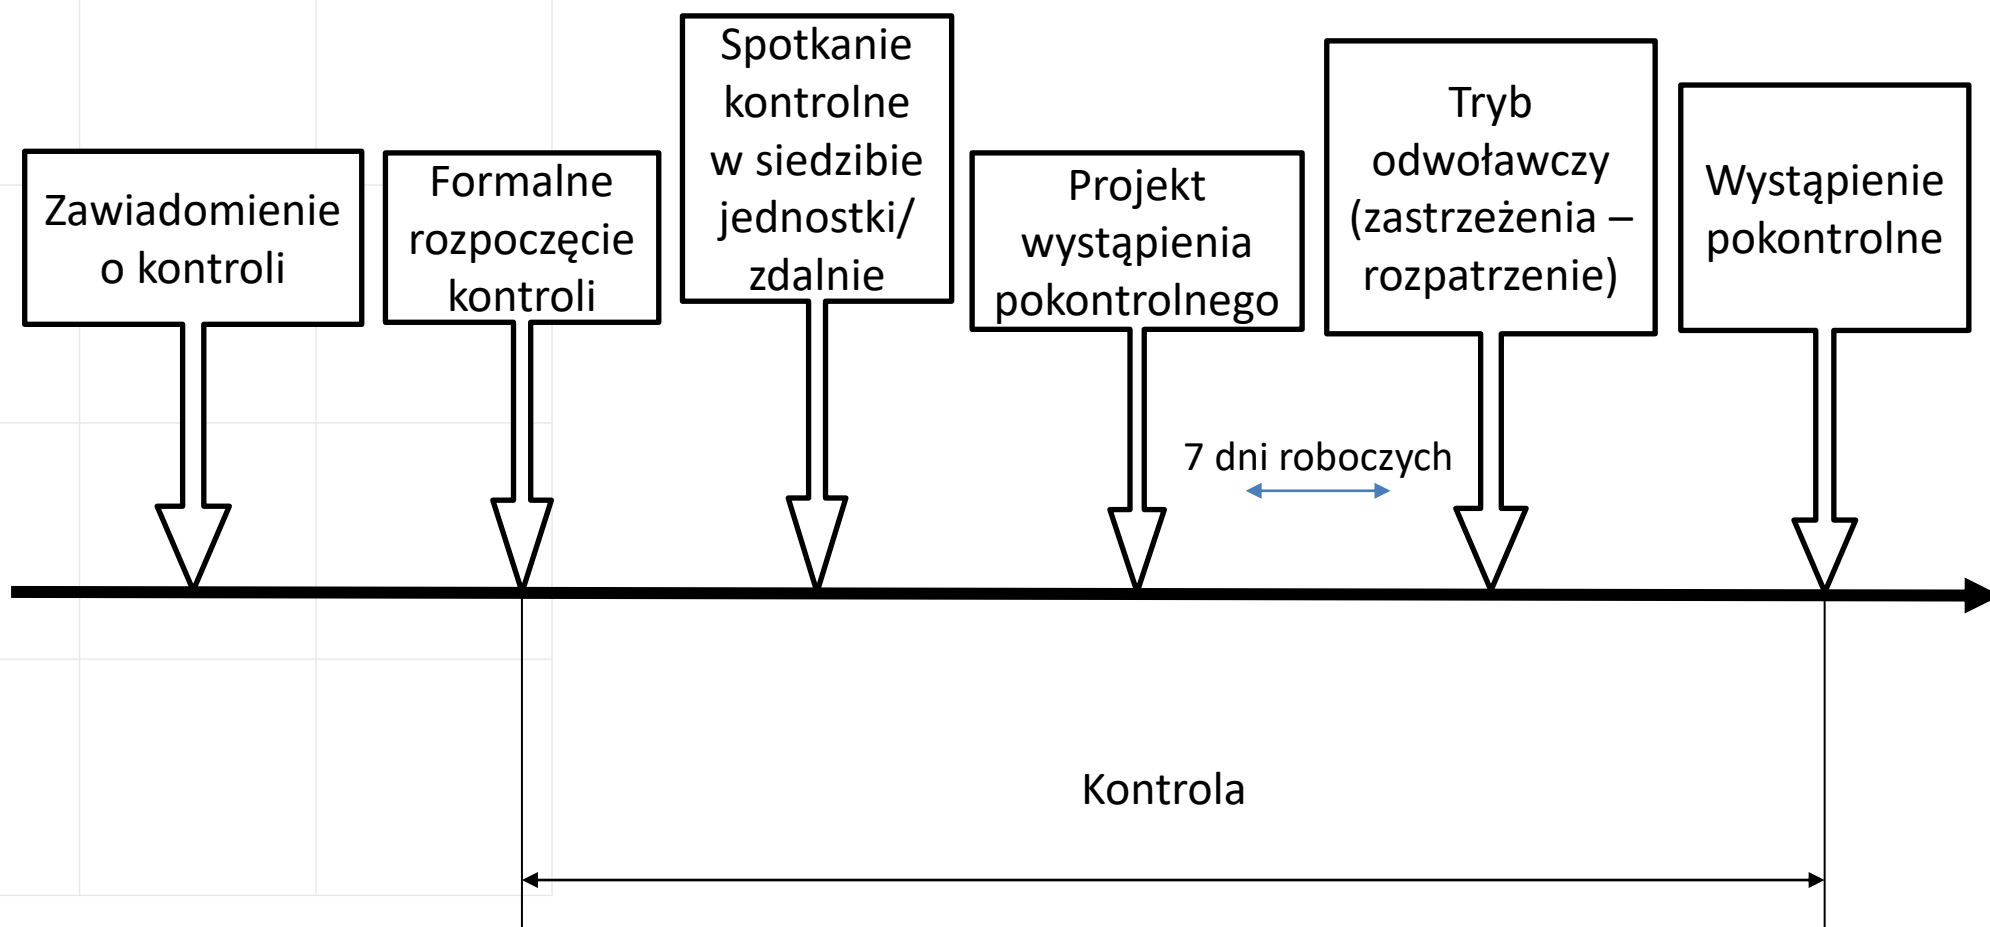 Zawiadomienie
o kontroli
Formalne
rozpoczęcie
kontroli
Spotkanie
kontrolne
w siedzibie
jednostki/
zdalnie
Projekt
wystąpienia
pokontrolnego
Tryb
odwoławczy
(zastrzeżenia –
rozpatrzenie)
Wystąpienie
pokontrolne
7 dni roboczych
Kontrola